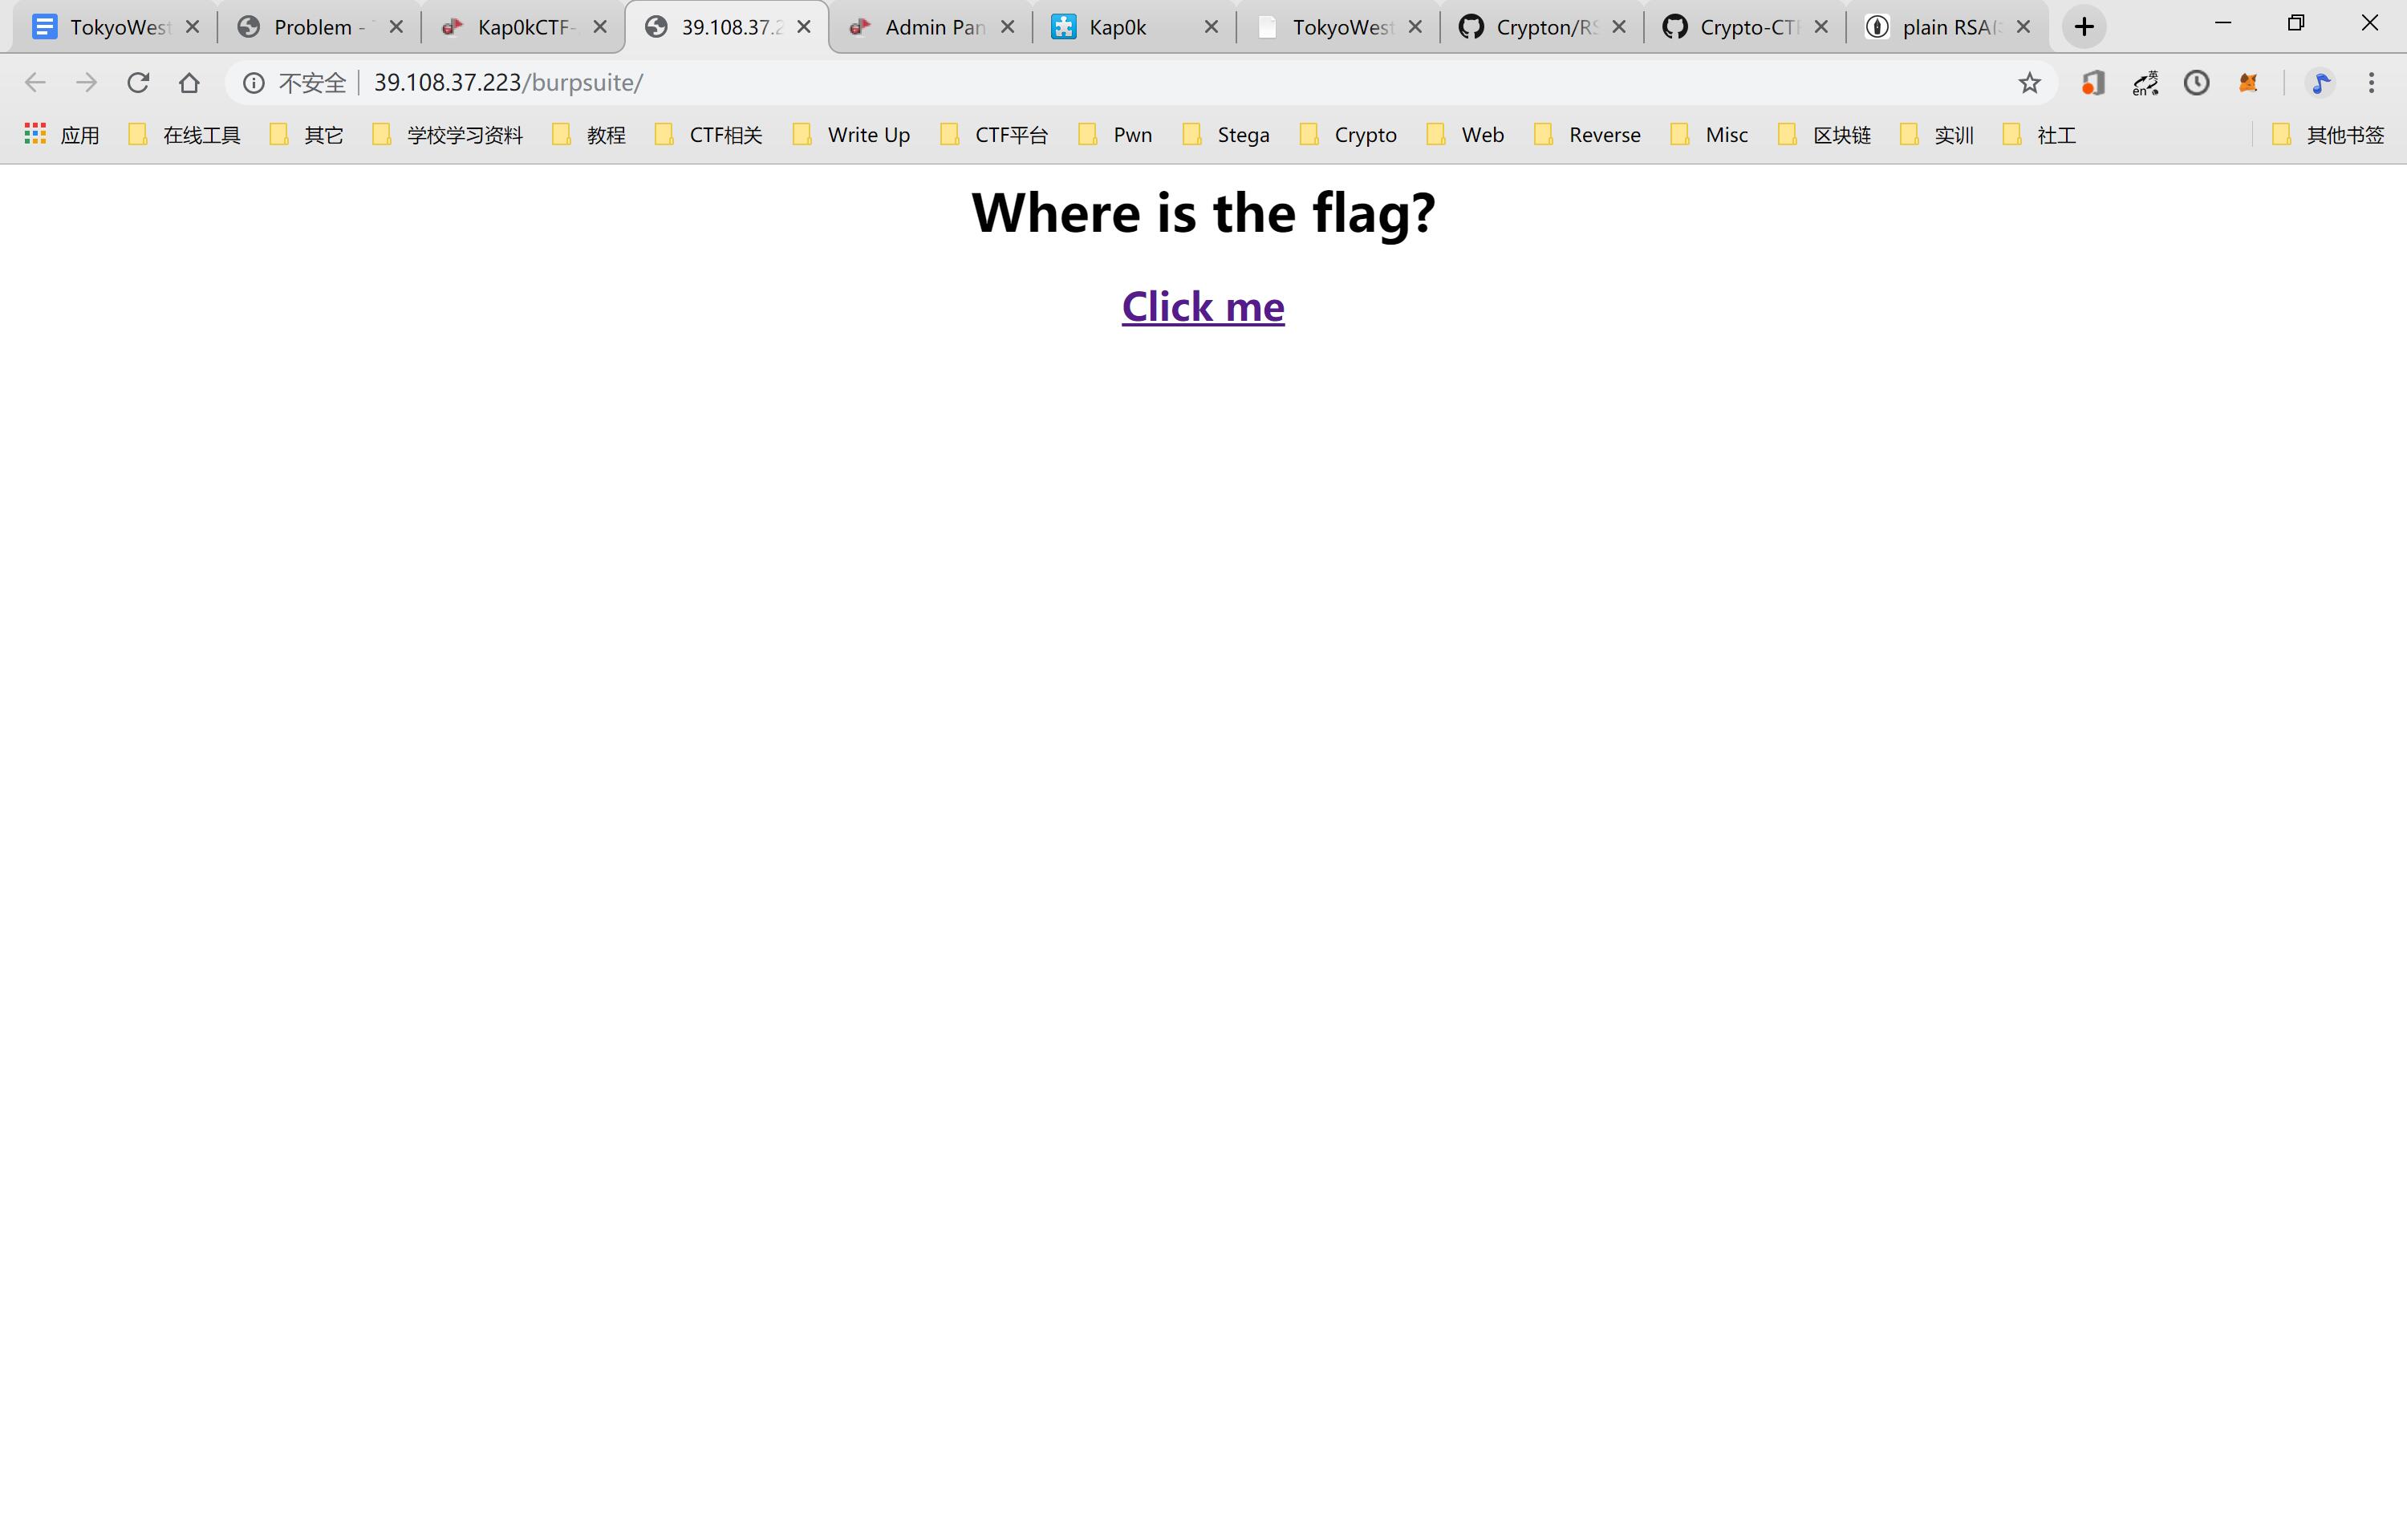 TokyoWest Problem - Kap0kCTF- 39.108.37.2 Admin Pan Kap0k TokyoWest Crypton/RS Crypto-CTF plain RSA
不安全 39.108.37.223/burpsuite/
应用 在线工具 其它 学校学习资料 教程 CTF相关 Write Up CTF平台 Pwn Stega Crypto Web Reverse Misc 区块链 实训 社工 其他书签
Where is the flag?
Click me